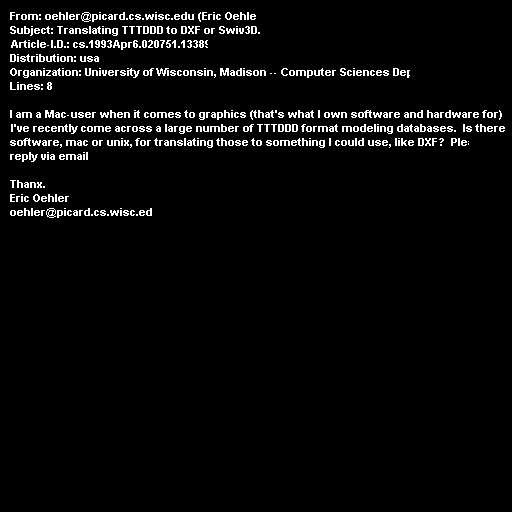 From: oehler@picard.cs.wisc.edu (Eric Oehle
Subject: Translating TTTDDD to DXF or Swiv3D.
Article-I.D.: cs.1993Apr6.020751.13389
Distribution: usa
Organization: University of Wisconsin, Madison -- Computer Sciences Dep
Lines: 8

I am a Mac-user when it comes to graphics (that's what I own software and hardware for)
I've recently come across a large number of TTTDDD format modeling databases.  Is there
software, mac or unix, for translating those to something I could use, like DXF?  Plea
reply via email

Thanx.
Eric Oehler
oehler@picard.cs.wisc.ed